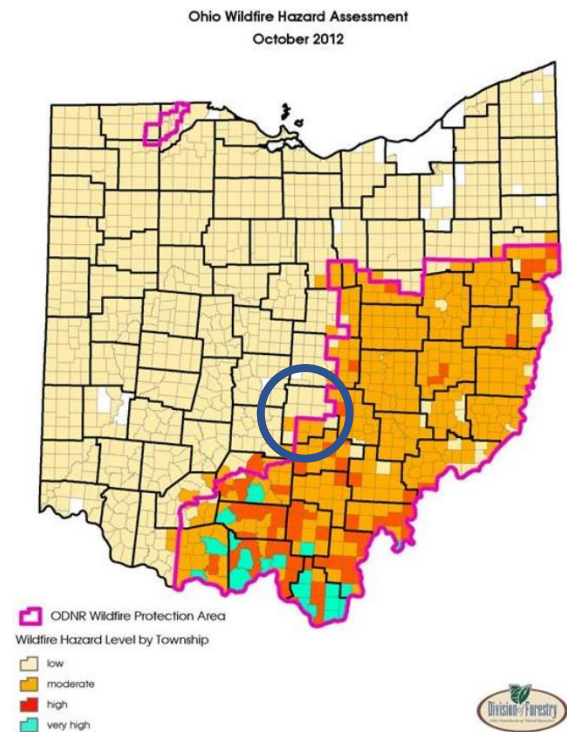 Ohio Wildfire Hazard Assessment
October 2012
ODNR Wildfire Protection Area
Wildfire Hazard Level by Township
low
moderate
high
very high
Division of Forestry